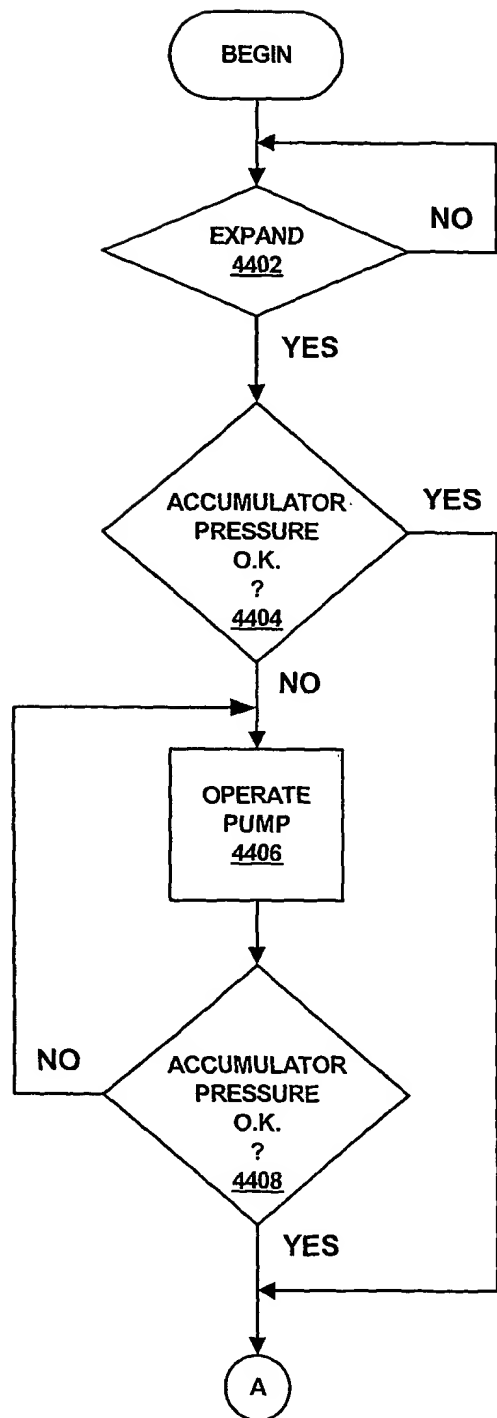 BEGIN
NO
EXPAND
4402
YES
ACCUMULATOR
PRESSURE
O.K.
?
4404
YES
NO
OPERATE
PUMP
4406
NO
ACCUMULATOR
PRESSURE
O.K.
?
4408
YES
A